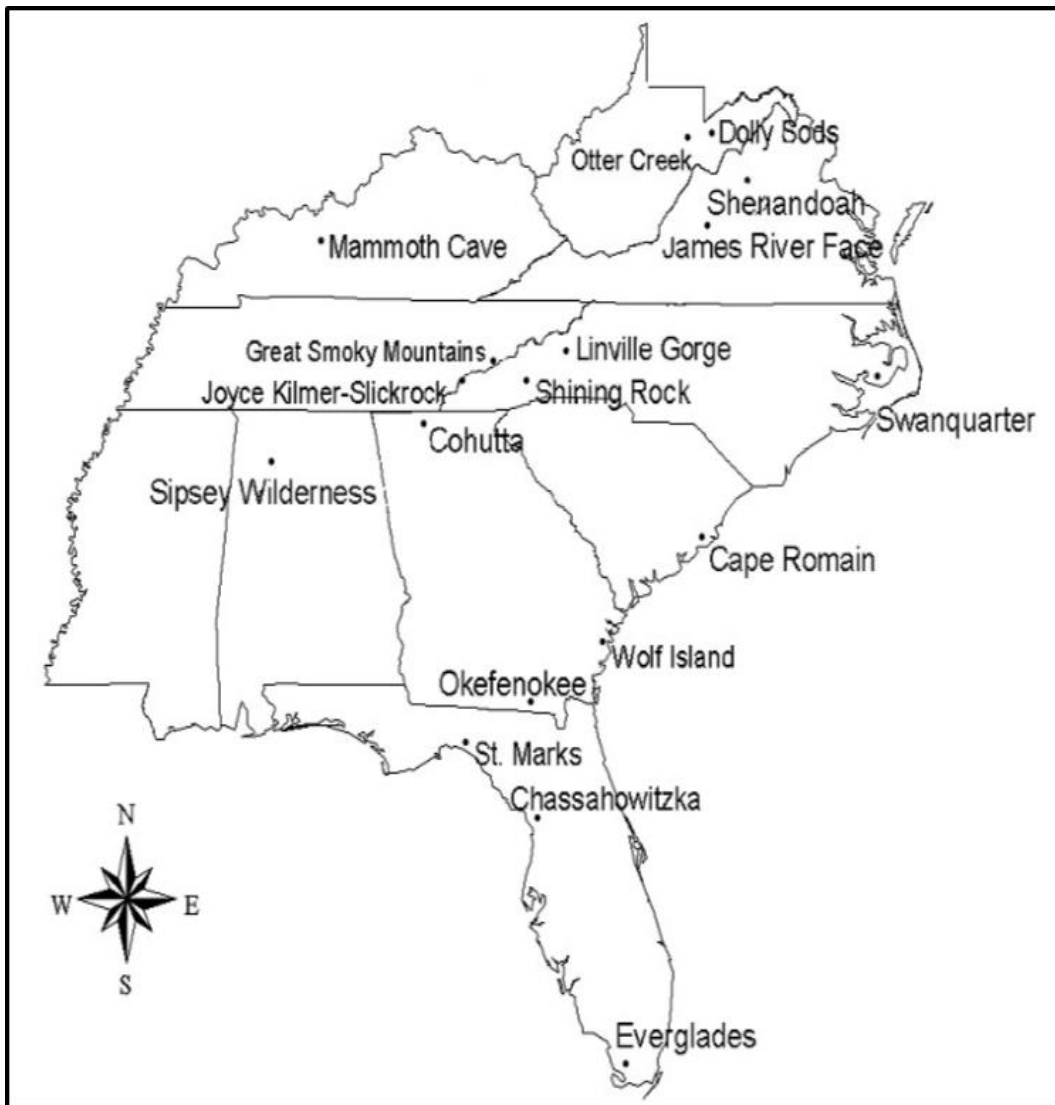 Dolly Sods
Otter Creek
Shenandoah
James River Face
Mammoth Cave
Great Smoky Mountains
Linville Gorge
Joyce Kilmer-Slickrock
Shining Rock
Swanquarter
Cohutta
Sipsey Wilderness
Cape Romain
Wolf Island
Okefenokee
St. Marks
Chassahowitzka
N
W E
S
Everglades